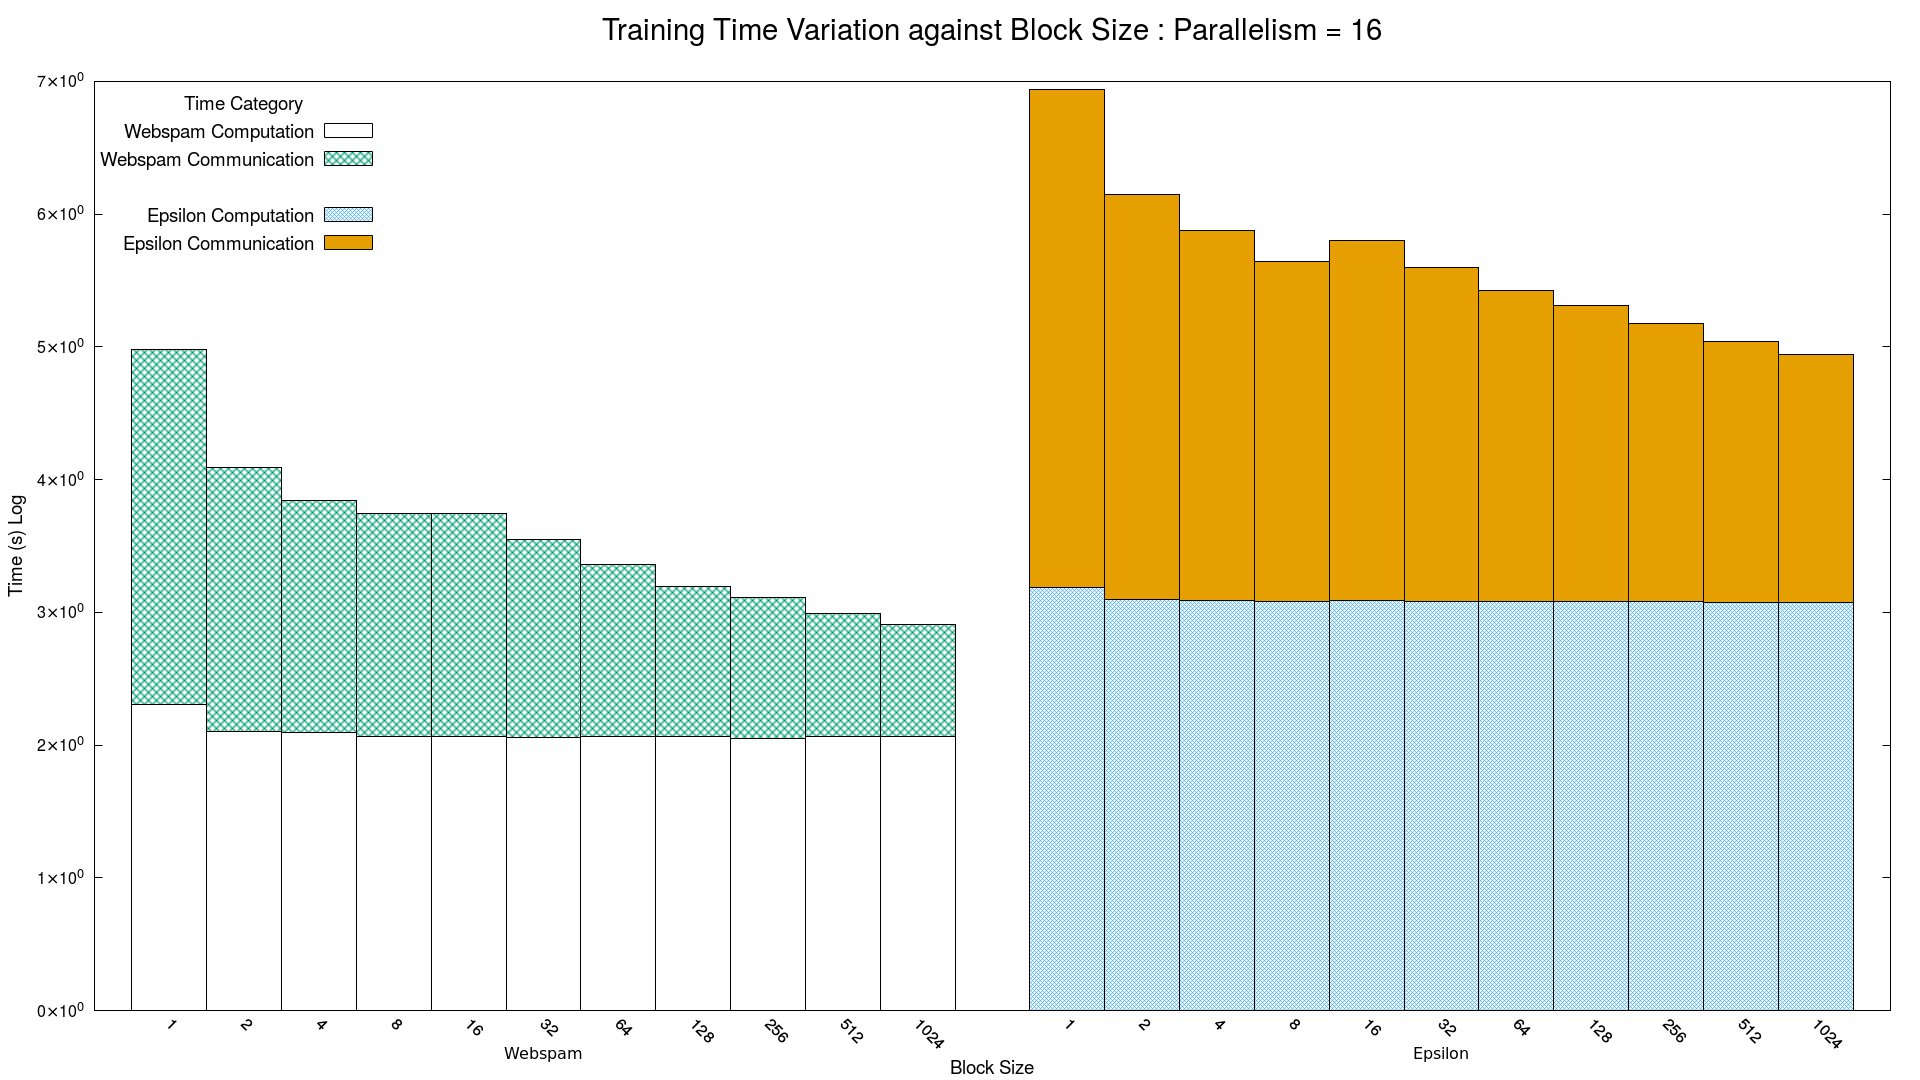 Training Time Variation against Block Size : Parallelism = 16
Time Category
Webspam Computation
Webspam Communication
Epsilon Computation
Epsilon Communication
7×10⁰
6×10⁰
5×10⁰
4×10⁰
3×10⁰
2×10⁰
1×10⁰
0×10⁰
Time (s) Log
1 2 4 8 16 32 64 128 256 512 1024 1 2 4 8 16 32 64 128 256 512 1024
Webspam Epsilon
Block Size